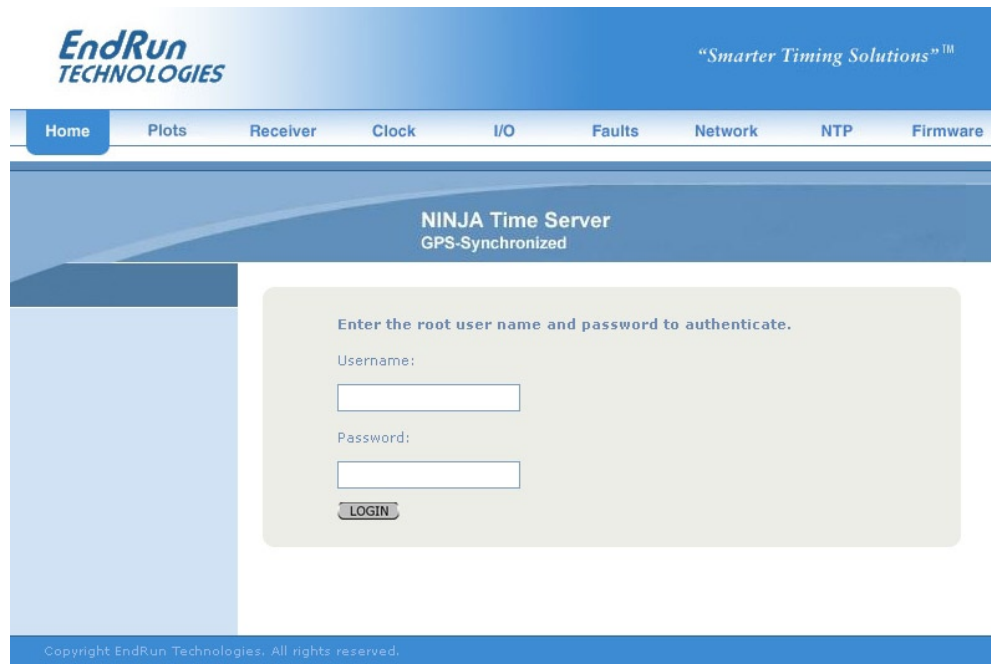 EndRun
TECHNOLOGIES
"Smarter Timing Solutions"™
Home Plots Receiver Clock I/O Faults Network NTP Firmware
NINJA Time Server
GPS-Synchronized
Enter the root user name and password to authenticate.
Username:
Password:
LOGIN
Copyright EndRun Technologies. All rights reserved.